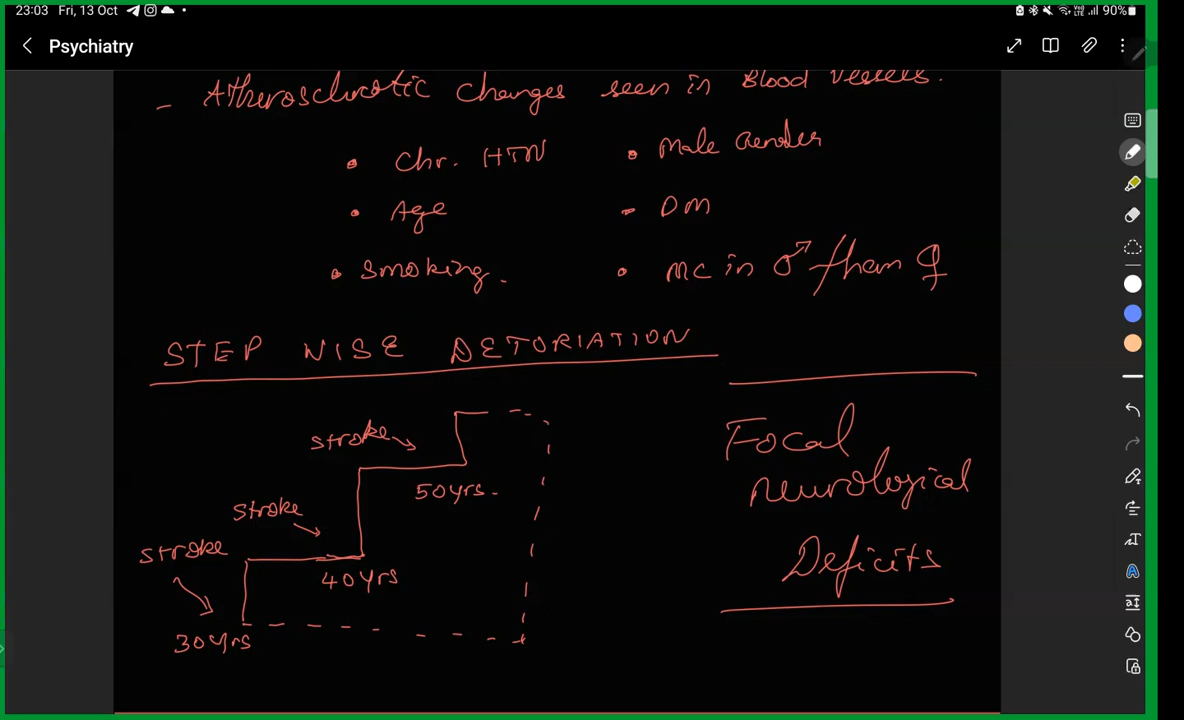 23:03 Fri, 13 Oct 90%
Psychiatry
- Atherosclrotic changes seen in Blood vessels.
• Chr. HTN • Male Gender
• Age - DM
• Smoking. • MC in ♂ than ♀
STEP WISE DETORIATION
Focal
neurological
Deficits
stroke
50yrs.
stroke
40yrs
stroke
30yrs